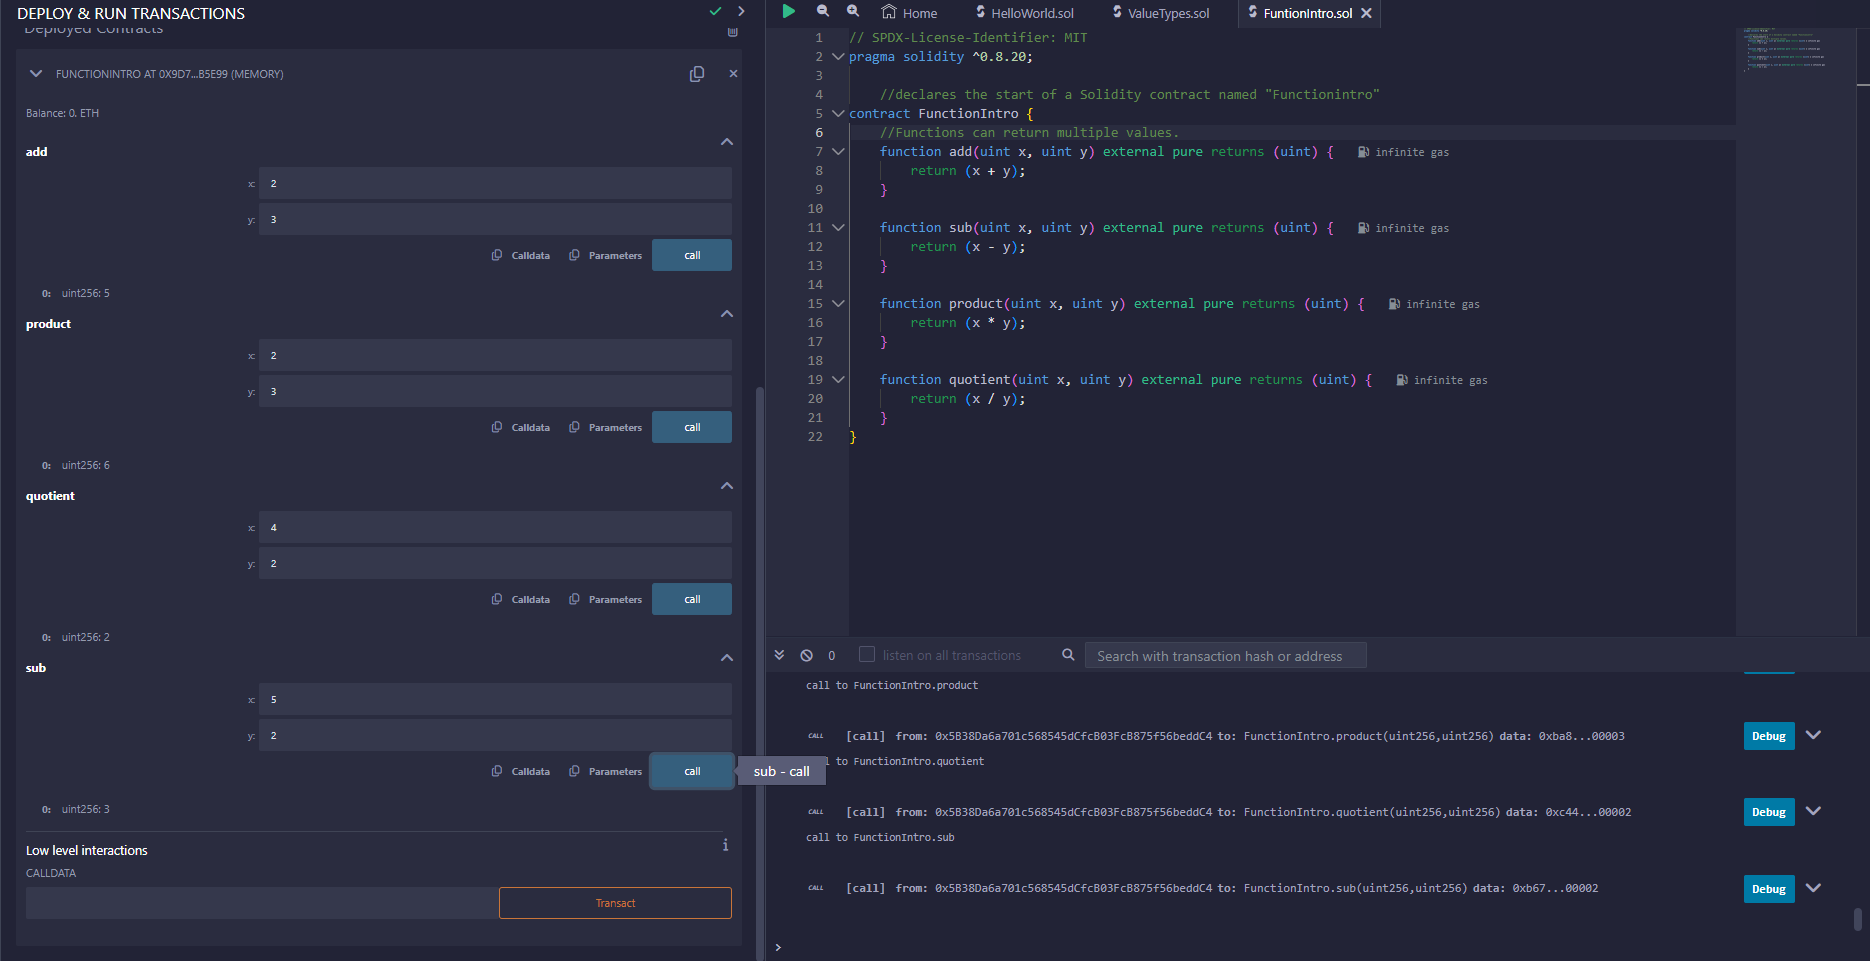 DEPLOY & RUN TRANSACTIONS
Deployed Contracts
FUNCTIONINTRO AT 0X9D7...B5E99 (MEMORY)
Balance: 0. ETH
add
x: 2
y: 3
Calldata Parameters call
0: uint256: 5
product
x: 2
y: 3
Calldata Parameters call
0: uint256: 6
quotient
x: 4
y: 2
Calldata Parameters call
0: uint256: 2
sub
x: 5
y: 2
Calldata Parameters call
sub - call
0: uint256: 3
Low level interactions
i
CALLDATA
Transact
Home HelloWorld.sol ValueTypes.sol FuntionIntro.sol
1 // SPDX-License-Identifier: MIT
2 pragma solidity ^0.8.20;
3
4 //declares the start of a Solidity contract named "Functionintro"
5 contract FunctionIntro {
6 //Functions can return multiple values.
7 function add(uint x, uint y) external pure returns (uint) { infinite gas
8 return (x + y);
9 }
10
11 function sub(uint x, uint y) external pure returns (uint) { infinite gas
12 return (x - y);
13 }
14
15 function product(uint x, uint y) external pure returns (uint) { infinite gas
16 return (x * y);
17 }
18
19 function quotient(uint x, uint y) external pure returns (uint) { infinite gas
20 return (x / y);
21 }
22 }
0 listen on all transactions Search with transaction hash or address
call to FunctionIntro.product
CALL [call] from: 0x5B38Da6a701c568545dCfcB03FcB875f56beddC4 to: FunctionIntro.product(uint256,uint256) data: 0xba8...00003 Debug
to FunctionIntro.quotient
CALL [call] from: 0x5B38Da6a701c568545dCfcB03FcB875f56beddC4 to: FunctionIntro.quotient(uint256,uint256) data: 0xc44...00002 Debug
call to FunctionIntro.sub
CALL [call] from: 0x5B38Da6a701c568545dCfcB03FcB875f56beddC4 to: FunctionIntro.sub(uint256,uint256) data: 0xb67...00002 Debug
>